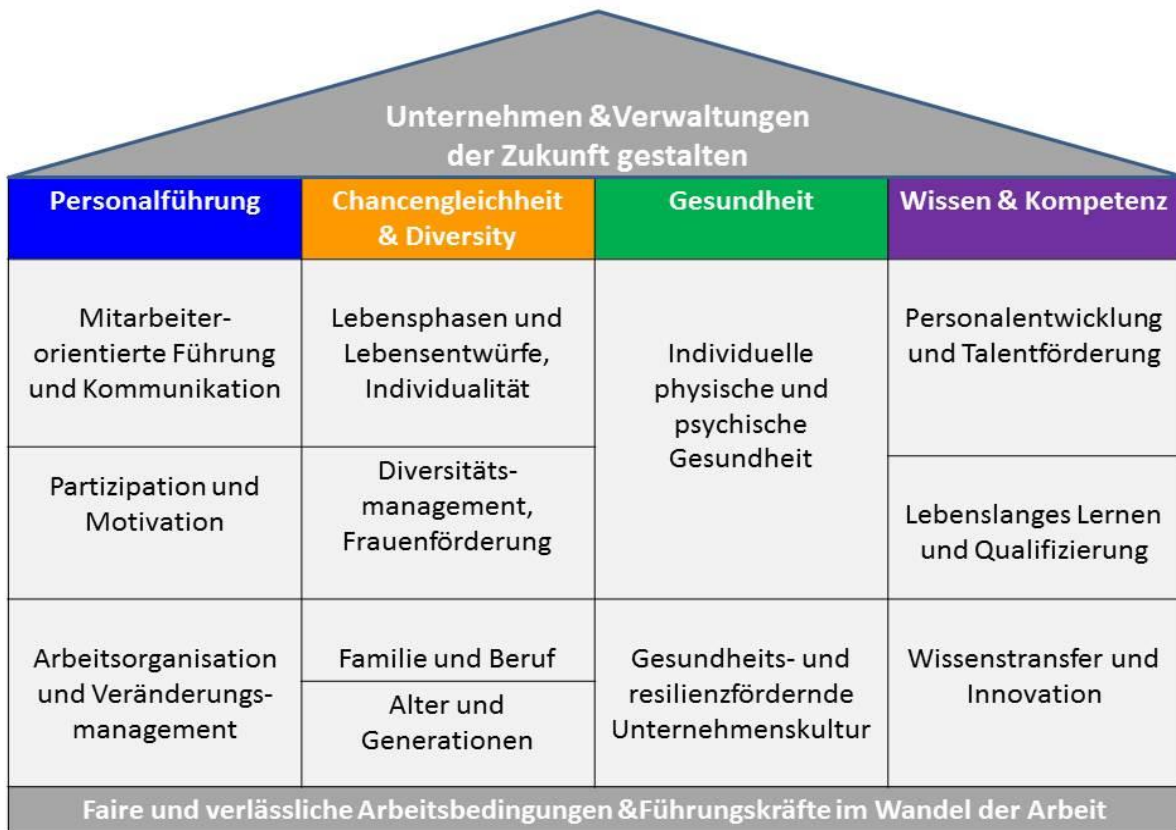 Unternehmen &Verwaltungen
der Zukunft gestalten
Personalführung
Chancengleichheit
& Diversity
Gesundheit
Wissen & Kompetenz
Mitarbeiter-
orientierte Führung
und Kommunikation
Partizipation und
Motivation
Arbeitsorganisation
und Veränderungs-
management
Lebensphasen und
Lebensentwürfe,
Individualität
Diversitäts-
management,
Frauenförderung
Familie und Beruf
Alter und
Generationen
Individuelle
physische und
psychische
Gesundheit
Gesundheits- und
resilienzfördernde
Unternehmenskultur
Personalentwicklung
und Talentförderung
Lebenslanges Lernen
und Qualifizierung
Wissenstransfer und
Innovation
Faire und verlässliche Arbeitsbedingungen &Führungskräfte im Wandel der Arbeit